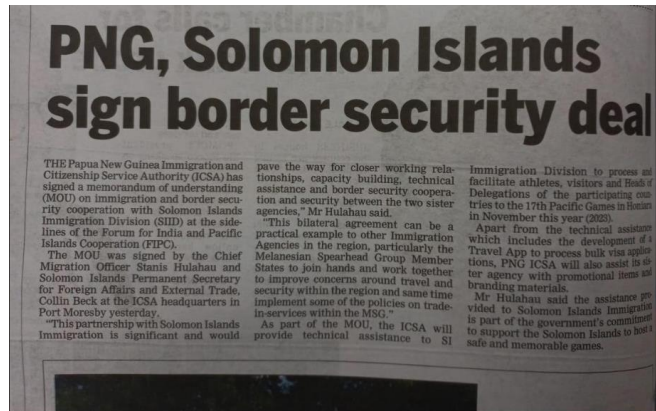 PNG, Solomon Islands
sign border security deal
THE Papua New Guinea Immigration and
Citizenship Service Authority (ICSA) has
signed a memorandum of understanding
(MOU) on immigration and border secu-
rity cooperation with Solomon Islands
Immigration Division (SIID) at the side-
lines of the Forum for India and Pacific
Islands Cooperation (FIPC).
The MOU was signed by the Chief
Migration Officer Stanis Hulahau and
Solomon Islands Permanent Secretary
for Foreign Affairs and External Trade,
Collin Beck at the ICSA headquarters in
Port Moresby yesterday.
"This partnership with Solomon Islands
Immigration is significant and would
pave the way for closer working rela-
tionships, capacity building, technical
assistance and border security coopera-
tion and security between the two sister
agencies," Mr Hulahau said.
"This bilateral agreement can be a
practical example to other Immigration
Agencies in the region, particularly the
Melanesian Spearhead Group Member
States to join hands and work together
to improve concerns around travel and
security within the region and same time
implement some of the policies on trade-
in-services within the MSG."
As part of the MOU, the ICSA will
provide technical assistance to SI
Immigration Division to process and
facilitate athletes, visitors and Heads of
Delegations of the participating coun-
tries to the 17th Pacific Games in Honiara
in November this year (2023).
Apart from the technical assistance
which includes the development of a
Travel App to process bulk visa applica-
tions, PNG ICSA will also assist its sis-
ter agency with promotional items and
branding materials.
Mr Hulahau said the assistance pro-
vided to Solomon Islands Immigration
is part of the government's commitment
to support the Solomon Islands to host a
safe and memorable games.